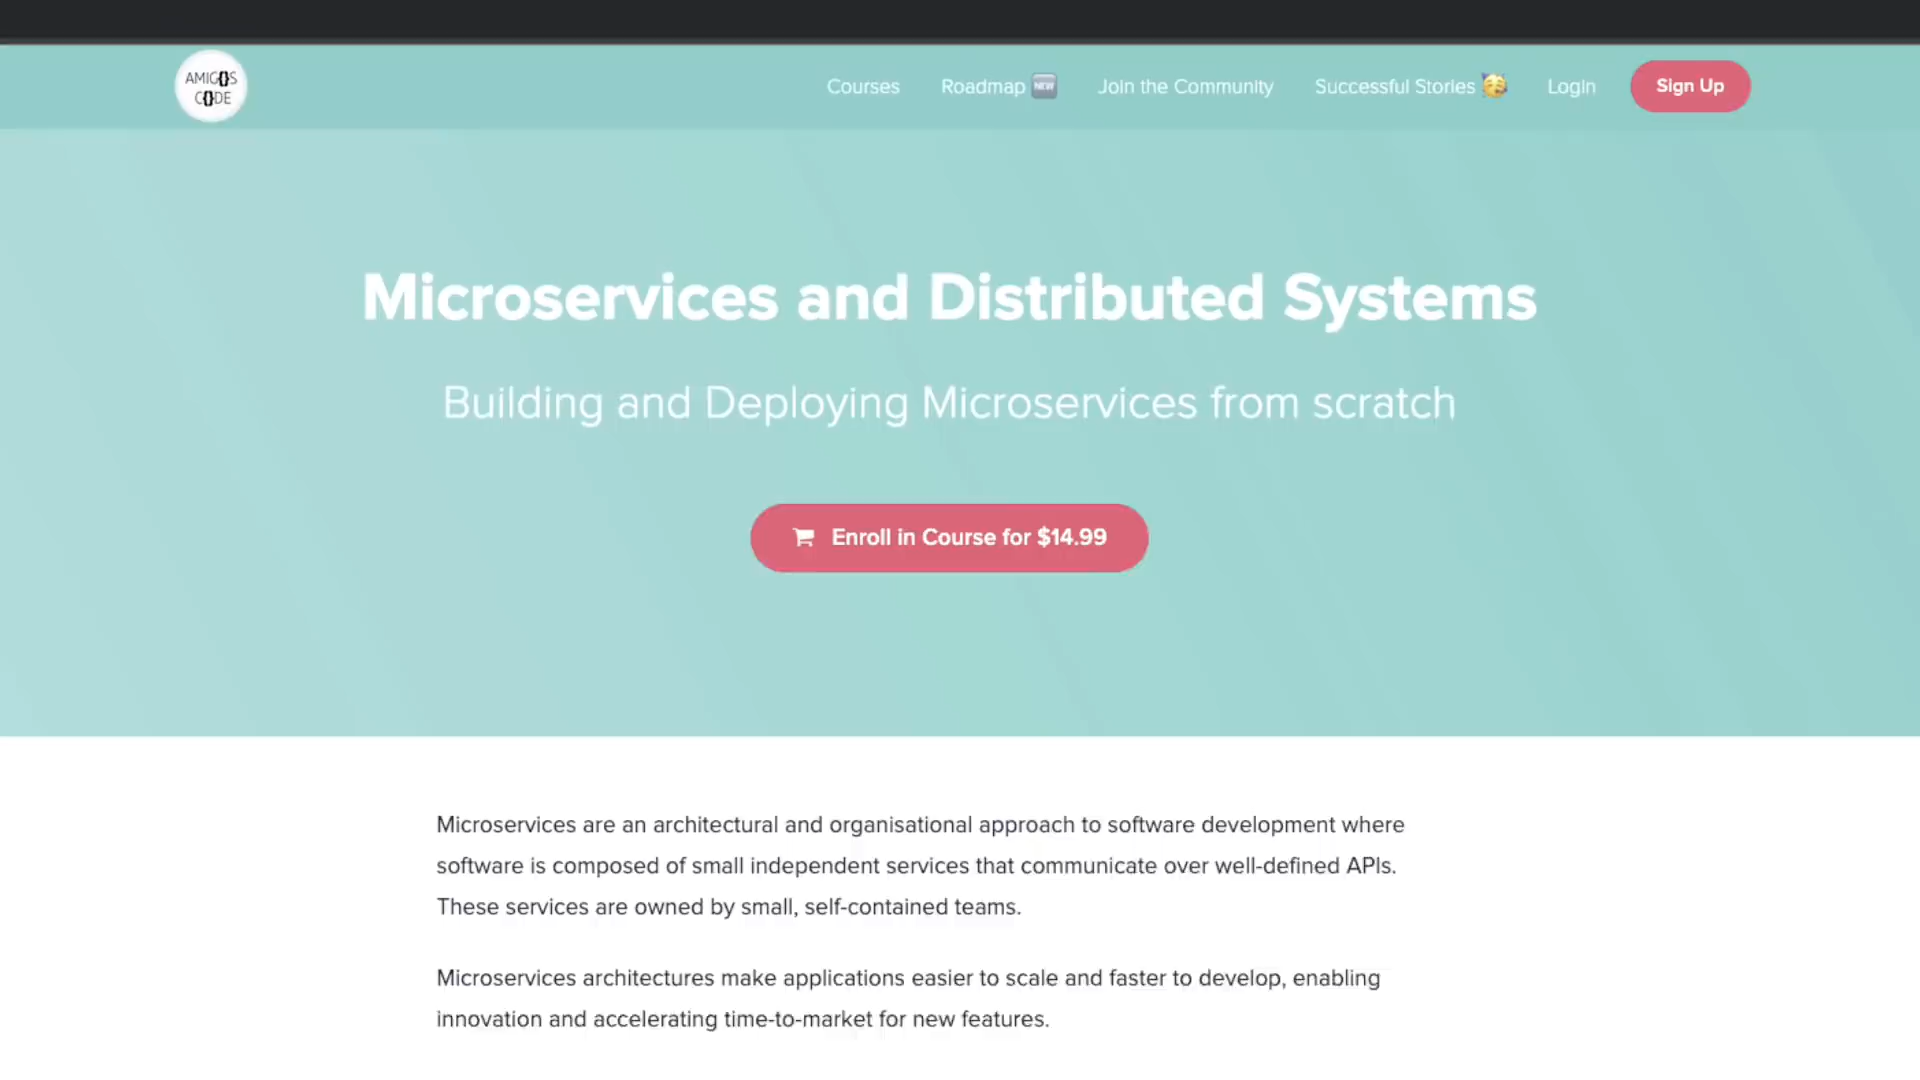 AMIGOS
CODE
Courses
Roadmap NEW
Join the Community
Successful Stories
Login
Sign Up
Microservices and Distributed Systems
Building and Deploying Microservices from scratch
Enroll in Course for $14.99
Microservices are an architectural and organisational approach to software development where
software is composed of small independent services that communicate over well-defined APIs.
These services are owned by small, self-contained teams.
Microservices architectures make applications easier to scale and faster to develop, enabling
innovation and accelerating time-to-market for new features.